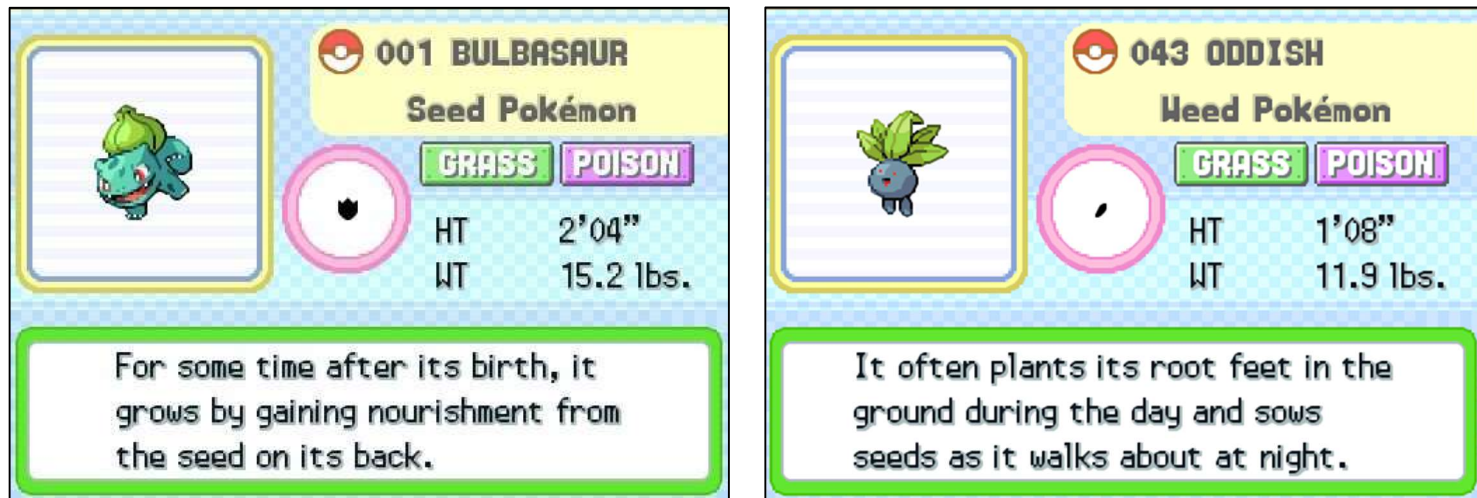 001 BULBASAUR
Seed Pokémon
GRASS POISON
HT 2’04”
WT 15.2 lbs.
For some time after its birth, it
grows by gaining nourishment from
the seed on its back.
043 ODDISH
Weed Pokémon
GRASS POISON
HT 1’08”
WT 11.9 lbs.
It often plants its root feet in the
ground during the day and sows
seeds as it walks about at night.